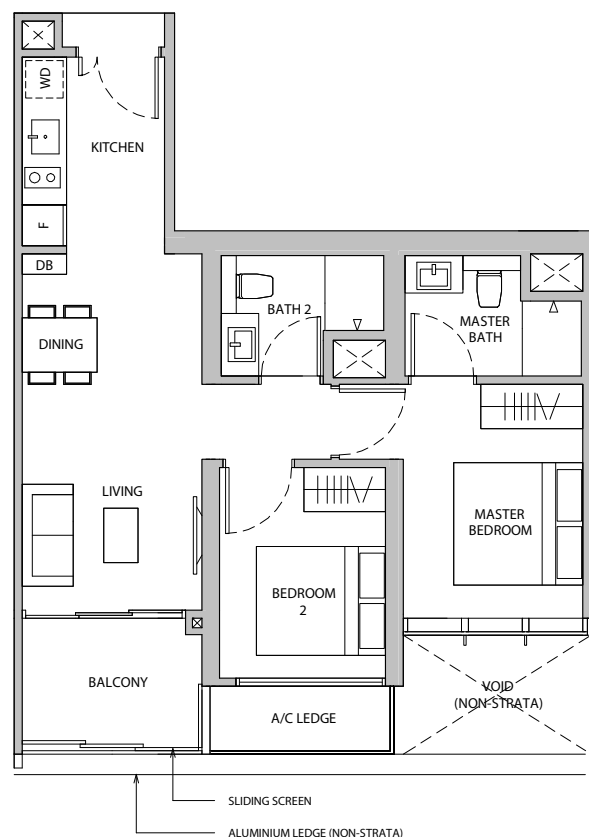 WD
KITCHEN
F
DB
BATH 2
MASTER
BATH
DINING
LIVING
MASTER
BEDROOM
BEDROOM
2
BALCONY
VOID
(NON-STRATA)
A/C LEDGE
SLIDING SCREEN
ALUMINIUM LEDGE (NON-STRATA)